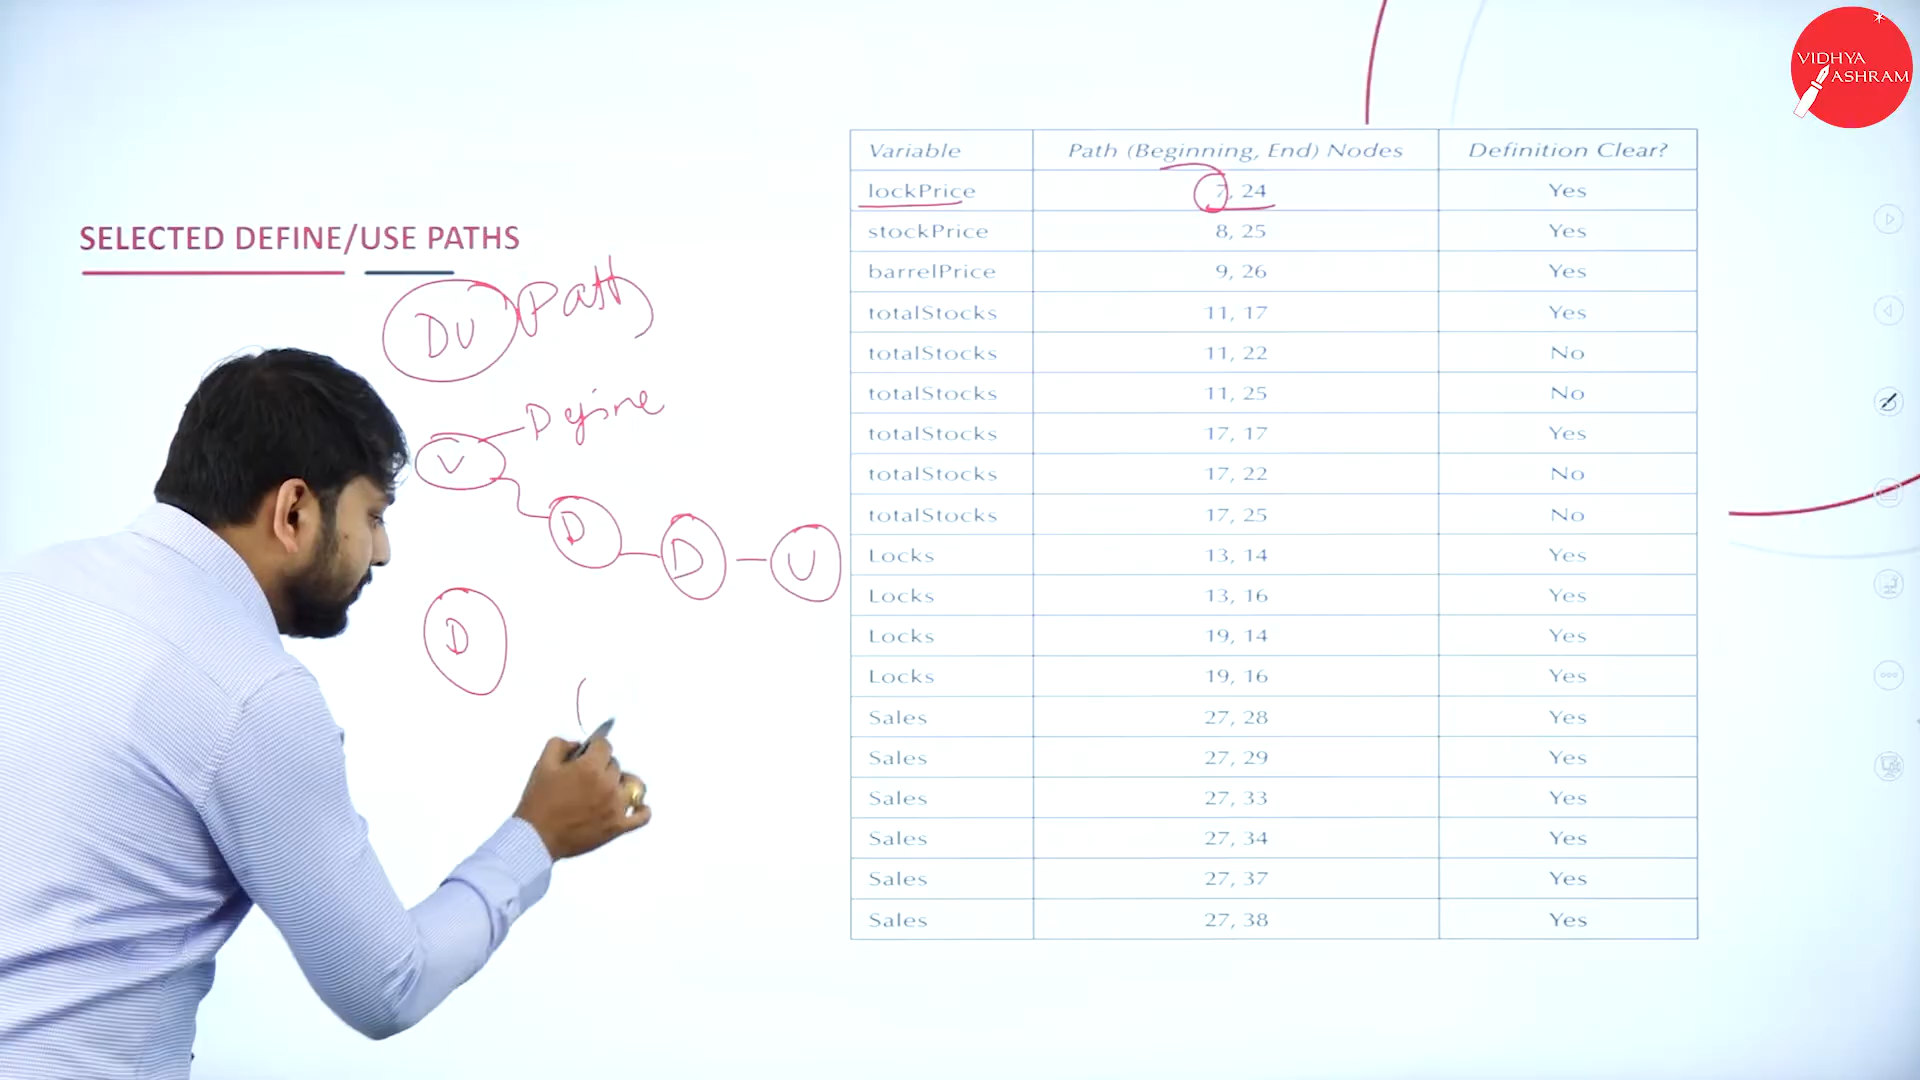 VIDHYA
ASHRAM
SELECTED DEFINE/USE PATHS
DU Path
V Define
D D U
D
Variable Path (Beginning, End) Nodes Definition Clear?
lockPrice 7, 24 Yes
stockPrice 8, 25 Yes
barrelPrice 9, 26 Yes
totalStocks 11, 17 Yes
totalStocks 11, 22 No
totalStocks 11, 25 No
totalStocks 17, 17 Yes
totalStocks 17, 22 No
totalStocks 17, 25 No
Locks 13, 14 Yes
Locks 13, 16 Yes
Locks 19, 14 Yes
Locks 19, 16 Yes
Sales 27, 28 Yes
Sales 27, 29 Yes
Sales 27, 33 Yes
Sales 27, 34 Yes
Sales 27, 37 Yes
Sales 27, 38 Yes